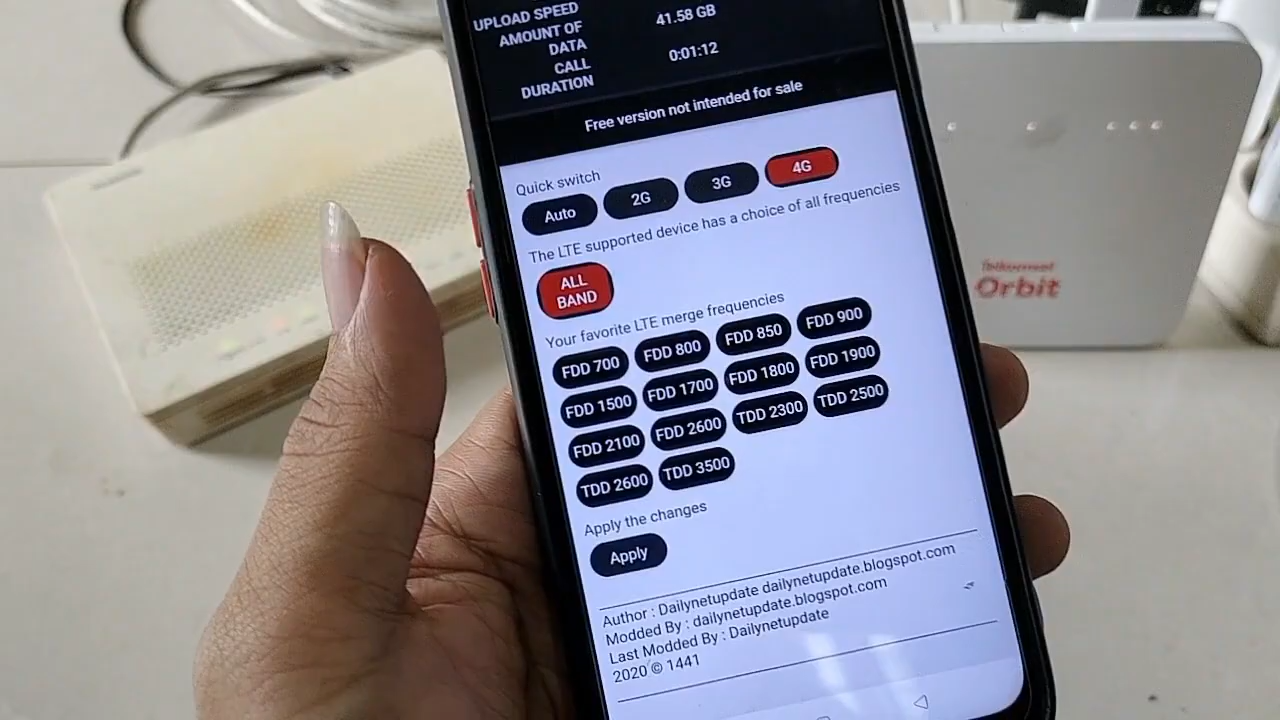 UPLOAD SPEED
AMOUNT OF
DATA
41.58 GB
CALL
DURATION
0:01:12
Free version not intended for sale
Quick switch
Auto 2G 3G 4G
The LTE supported device has a choice of all frequencies
ALL
BAND
Your favorite LTE merge frequencies
FDD 700 FDD 800 FDD 850 FDD 900
FDD 1500 FDD 1700 FDD 1800 FDD 1900
FDD 2100 FDD 2600 TDD 2300 TDD 2500
TDD 2600 TDD 3500
Apply the changes
Apply
Author : Dailynetupdate dailynetupdate.blogspot.com
Modded By : dailynetupdate.blogspot.com
Last Modded By : Dailynetupdate
2020 © 1441
Telkomsel
Orbit